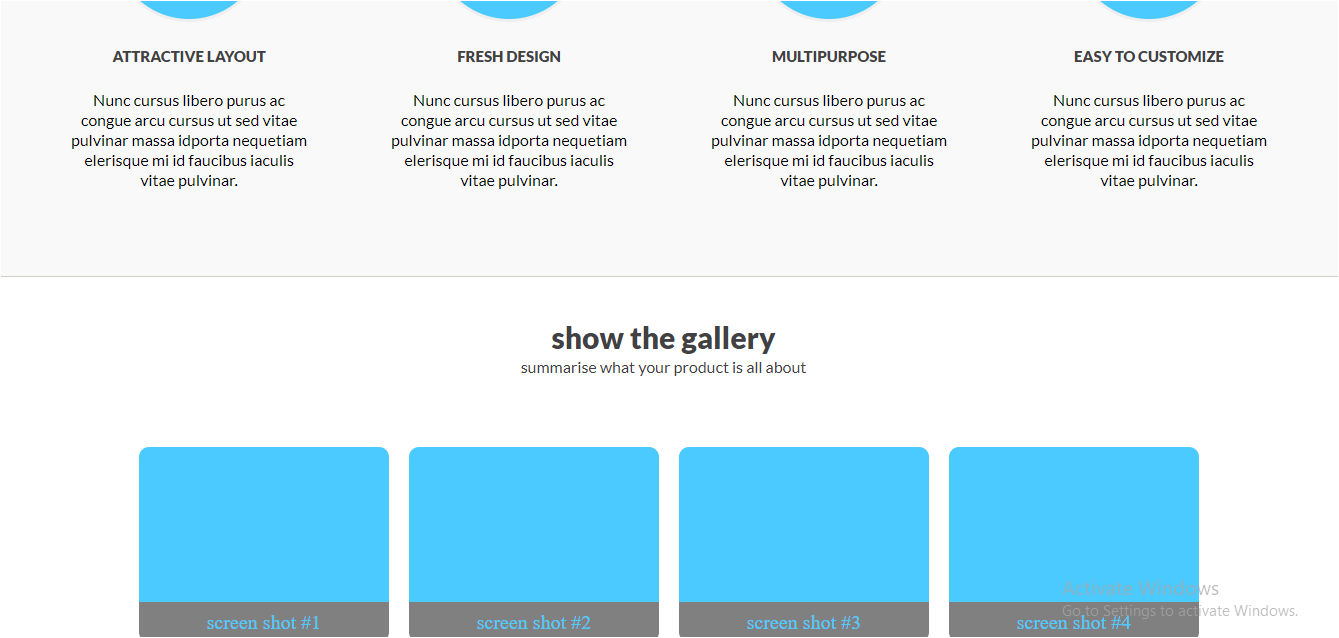 ATTRACTIVE LAYOUT
Nunc cursus libero purus ac
congue arcu cursus ut sed vitae
pulvinar massa idporta nequetiam
elerisque mi id faucibus iaculis
vitae pulvinar.
FRESH DESIGN
Nunc cursus libero purus ac
congue arcu cursus ut sed vitae
pulvinar massa idporta nequetiam
elerisque mi id faucibus iaculis
vitae pulvinar.
MULTIPURPOSE
Nunc cursus libero purus ac
congue arcu cursus ut sed vitae
pulvinar massa idporta nequetiam
elerisque mi id faucibus iaculis
vitae pulvinar.
EASY TO CUSTOMIZE
Nunc cursus libero purus ac
congue arcu cursus ut sed vitae
pulvinar massa idporta nequetiam
elerisque mi id faucibus iaculis
vitae pulvinar.
show the gallery
summarise what your product is all about
screen shot #1
screen shot #2
screen shot #3
screen shot #4
Activate Windows
Go to Settings to activate Windows.